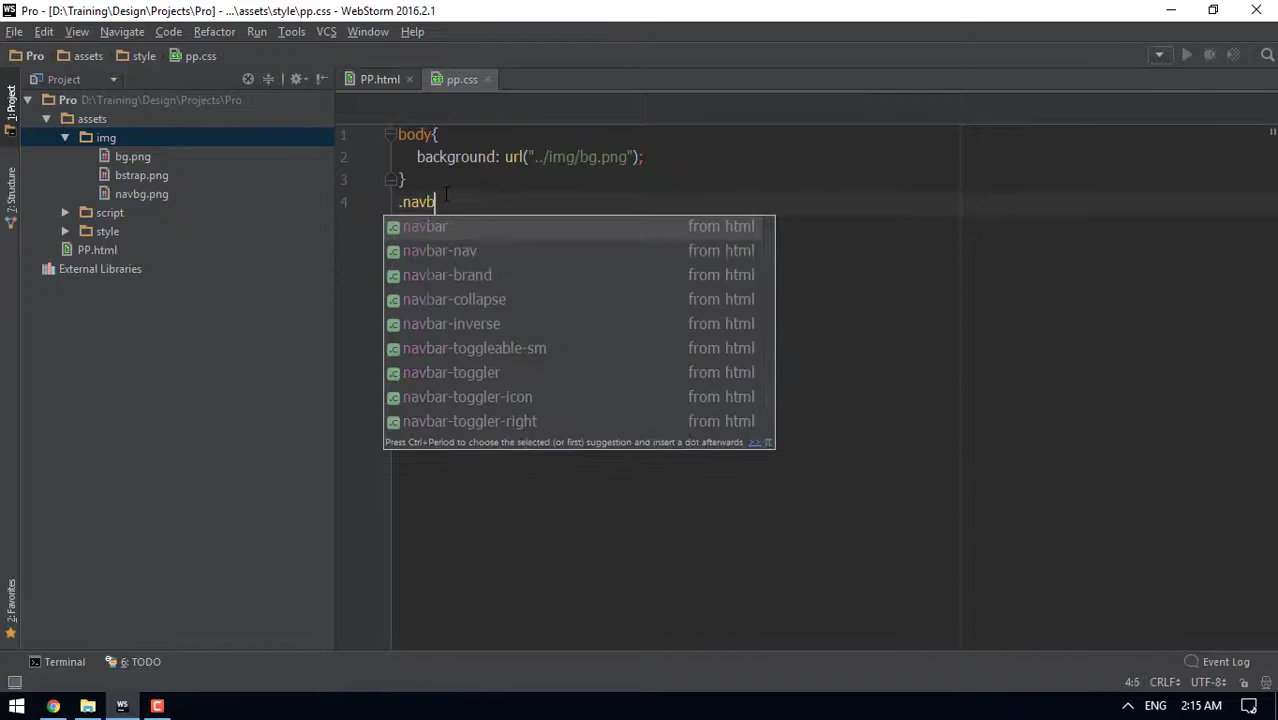 Pro - [D:\Training\Design\Projects\Pro] - ...\assets\style\pp.css - WebStorm 2016.2.1
File Edit View Navigate Code Refactor Run Tools VCS Window Help
Pro assets style pp.css
Project
PP.html
pp.css
1: Project
7: Structure
2: Favorites
Pro D:\Training\Design\Projects\Pro
assets
img
bg.png
bstrap.png
navbg.png
script
style
PP.html
External Libraries
1 body{
2 background: url("../img/bg.png");
3 }
4 .navb
navbar from html
navbar-nav from html
navbar-brand from html
navbar-collapse from html
navbar-inverse from html
navbar-toggleable-sm from html
navbar-toggler from html
navbar-toggler-icon from html
navbar-toggler-right from html
Press Ctrl+Period to choose the selected (or first) suggestion and insert a dot afterwards >> π
Terminal 6: TODO Event Log
4:5 CRLF UTF-8
ENG 2:15 AM